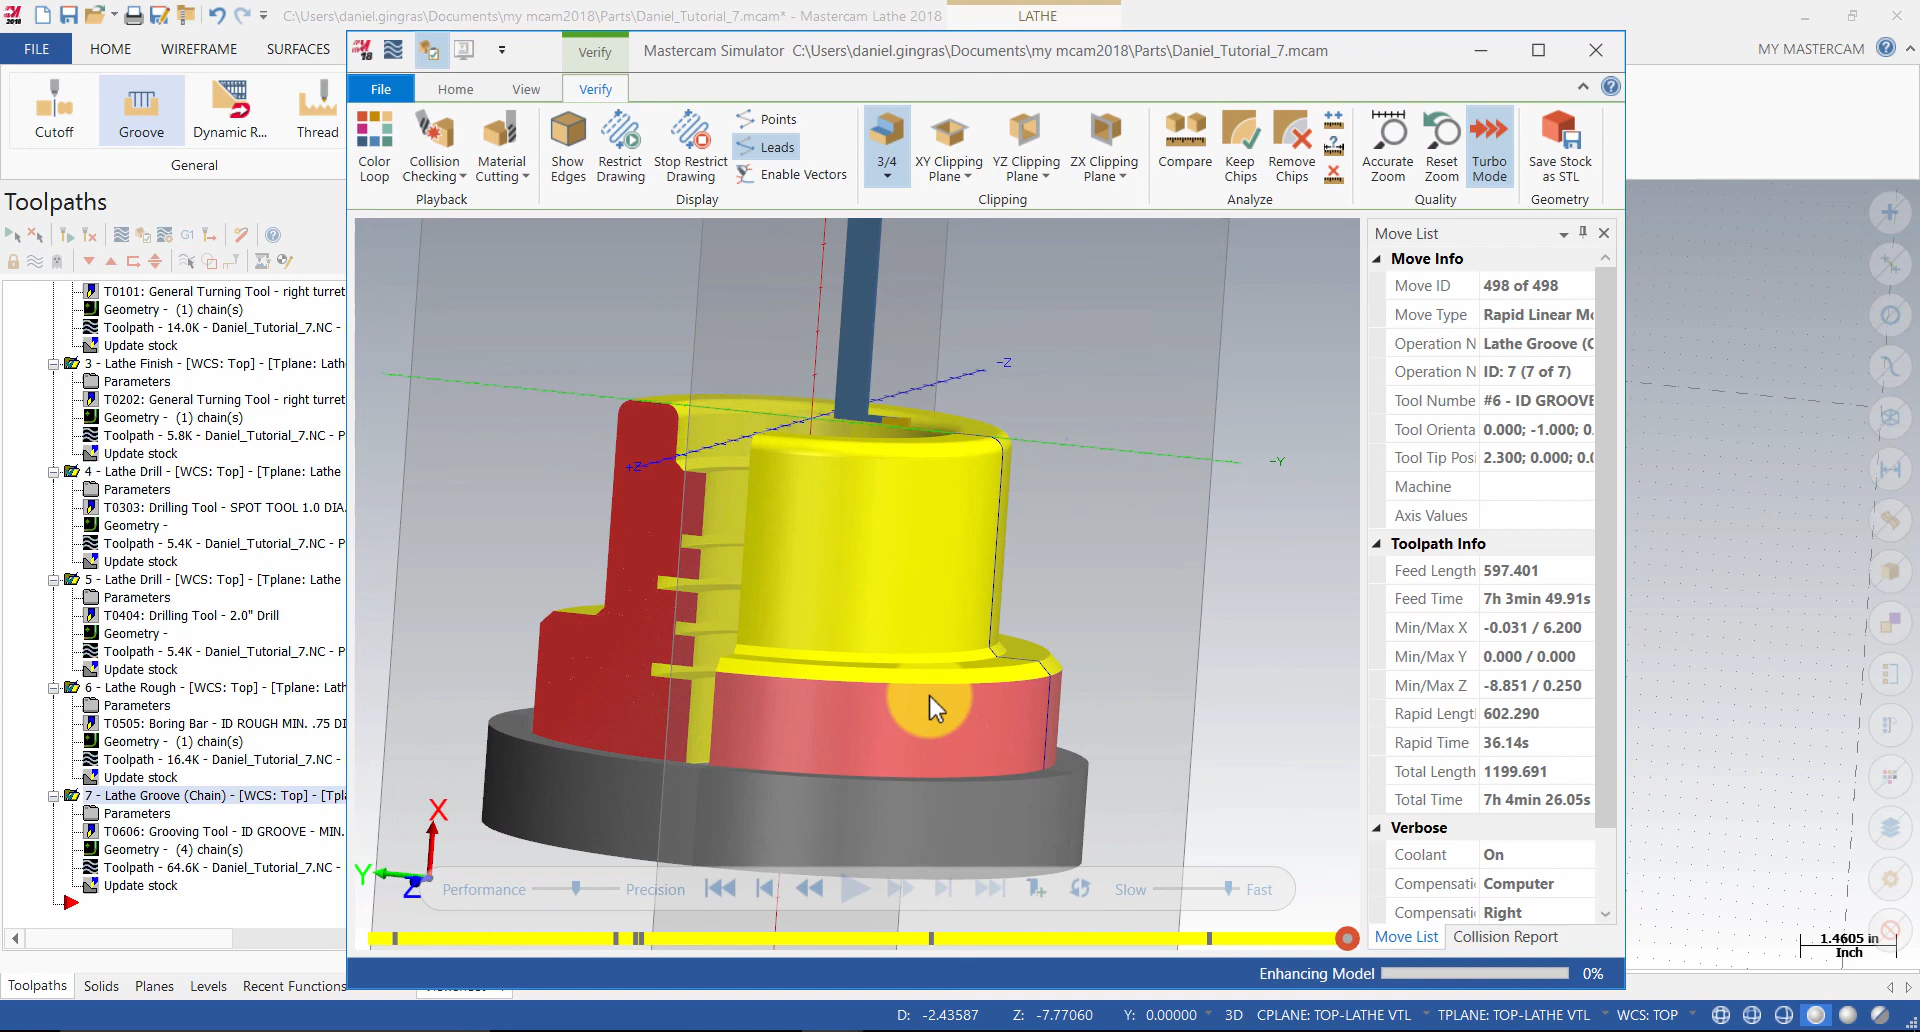 C:\Users\daniel.gingras\Documents\my mcam2018\Parts\Daniel_Tutorial_7.mcam* - Mastercam Lathe 2018
LATHE
FILE
HOME
WIREFRAME
SURFACES
MY MASTERCAM
Verify
Mastercam Simulator C:\Users\daniel.gingras\Documents\my mcam2018\Parts\Daniel_Tutorial_7.mcam
File
Home
View
Verify
Cutoff
Groove
Dynamic R...
Thread
General
Color Loop
Collision Checking
Material Cutting
Playback
Show Edges
Restrict Drawing
Stop Restrict Drawing
Points
Leads
Enable Vectors
Display
3/4
XY Clipping Plane
YZ Clipping Plane
ZX Clipping Plane
Clipping
Compare
Keep Chips
Remove Chips
Analyze
Accurate Zoom
Reset Zoom
Turbo Mode
Quality
Save Stock as STL
Geometry
Toolpaths
G1
T0101: General Turning Tool - right turret
Geometry - (1) chain(s)
Toolpath - 14.0K - Daniel_Tutorial_7.NC -
Update stock
3 - Lathe Finish - [WCS: Top] - [Tplane: Lath
Parameters
T0202: General Turning Tool - right turret
Geometry - (1) chain(s)
Toolpath - 5.8K - Daniel_Tutorial_7.NC - P
Update stock
4 - Lathe Drill - [WCS: Top] - [Tplane: Lathe
Parameters
T0303: Drilling Tool - SPOT TOOL 1.0 DIA.
Geometry -
Toolpath - 5.4K - Daniel_Tutorial_7.NC - P
Update stock
5 - Lathe Drill - [WCS: Top] - [Tplane: Lathe
Parameters
T0404: Drilling Tool - 2.0" Drill
Geometry -
Toolpath - 5.4K - Daniel_Tutorial_7.NC - P
Update stock
6 - Lathe Rough - [WCS: Top] - [Tplane: Lath
Parameters
T0505: Boring Bar - ID ROUGH MIN. .75 DI
Geometry - (1) chain(s)
Toolpath - 16.4K - Daniel_Tutorial_7.NC -
Update stock
7 - Lathe Groove (Chain) - [WCS: Top] - [Tpl
Parameters
T0606: Grooving Tool - ID GROOVE - MIN.
Geometry - (4) chain(s)
Toolpath - 64.6K - Daniel_Tutorial_7.NC -
Update stock
-Z
+Z
-Y
X
Y
Z
Performance
Precision
Slow
Fast
Move List
Move Info
Move ID 498 of 498
Move Type Rapid Linear Mo
Operation N Lathe Groove (C
Operation N ID: 7 (7 of 7)
Tool Numbe #6 - ID GROOVE
Tool Orienta 0.000; -1.000; 0.
Tool Tip Posi 2.300; 0.000; 0.0
Machine
Axis Values
Toolpath Info
Feed Length 597.401
Feed Time 7h 3min 49.91s
Min/Max X -0.031 / 6.200
Min/Max Y 0.000 / 0.000
Min/Max Z -8.851 / 0.250
Rapid Lengt 602.290
Rapid Time 36.14s
Total Length 1199.691
Total Time 7h 4min 26.05s
Verbose
Coolant On
Compensati Computer
Compensati Right
Move List
Collision Report
Enhancing Model 0%
1.4605 in
Inch
Toolpaths
Solids
Planes
Levels
Recent Functions
D: -2.43587 Z: -7.77060 Y: 0.00000 3D CPLANE: TOP-LATHE VTL TPLANE: TOP-LATHE VTL WCS: TOP